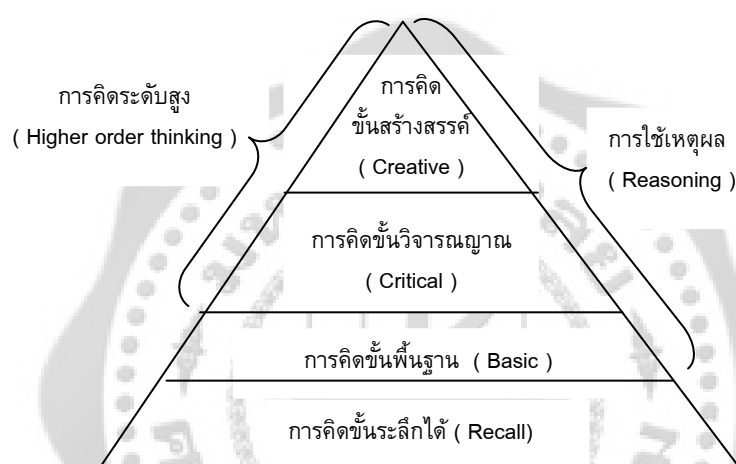 การคิดระดับสูง
( Higher order thinking )
การคิด
ขั้นสร้างสรรค์
( Creative )
การใช้เหตุผล
( Reasoning )
การคิดขั้นวิจารณญาณ
( Critical )
การคิดขั้นพื้นฐาน ( Basic )
การคิดขั้นระลึกได้ ( Recall)